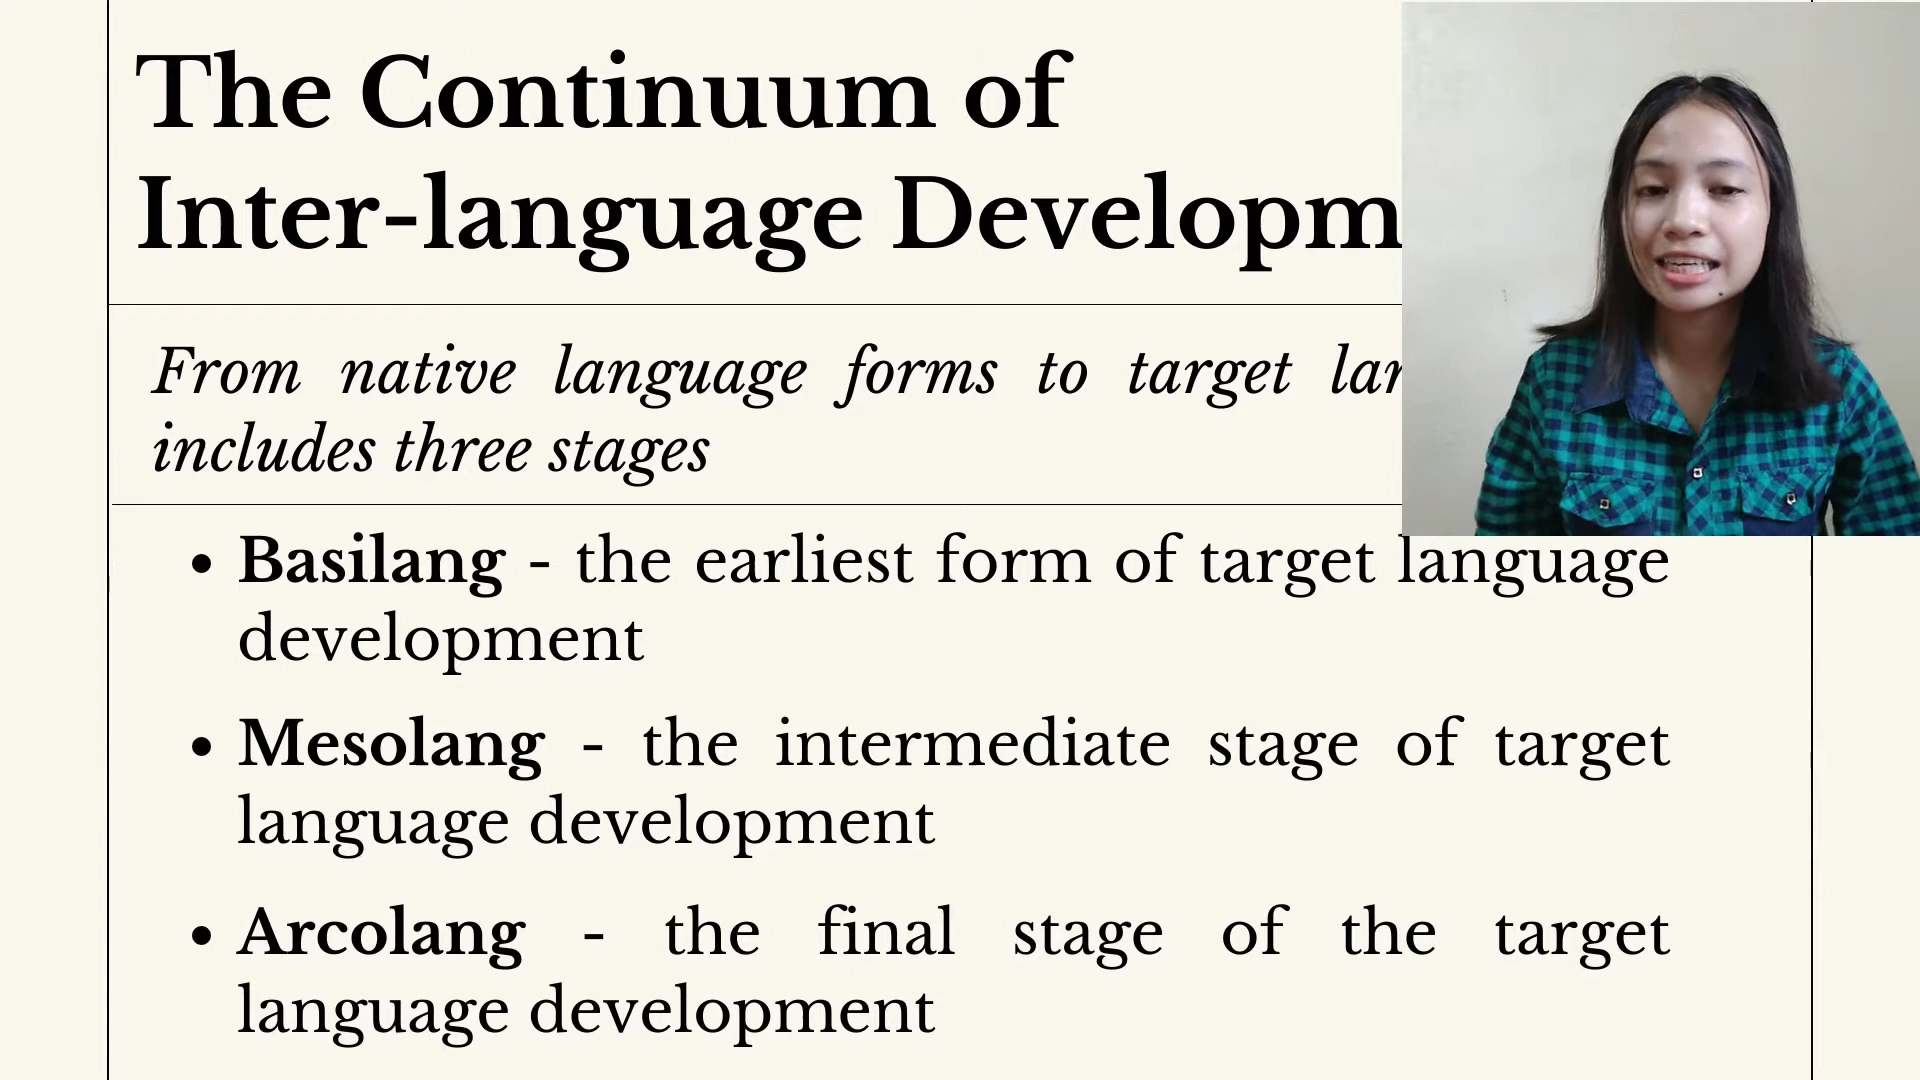 The Continuum of
Inter-language Developm
From native language forms to target lan
includes three stages
• Basilang - the earliest form of target language
development
• Mesolang - the intermediate stage of target
language development
• Arcolang - the final stage of the target
language development